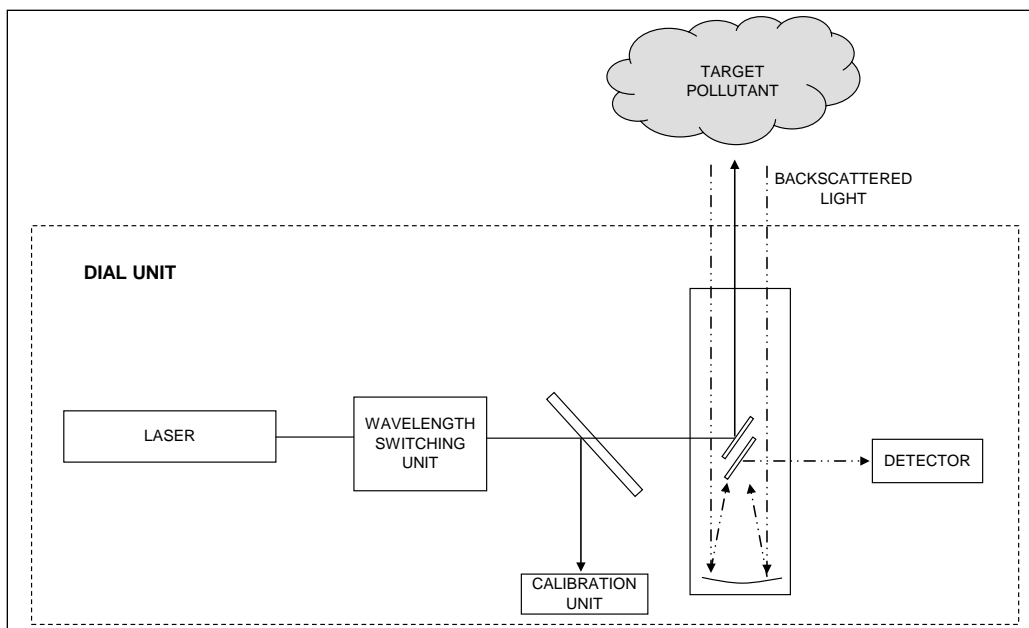 TARGET
POLLUTANT
BACKSCATTERED
LIGHT
DIAL UNIT
LASER
WAVELENGTH
SWITCHING
UNIT
DETECTOR
CALIBRATION
UNIT